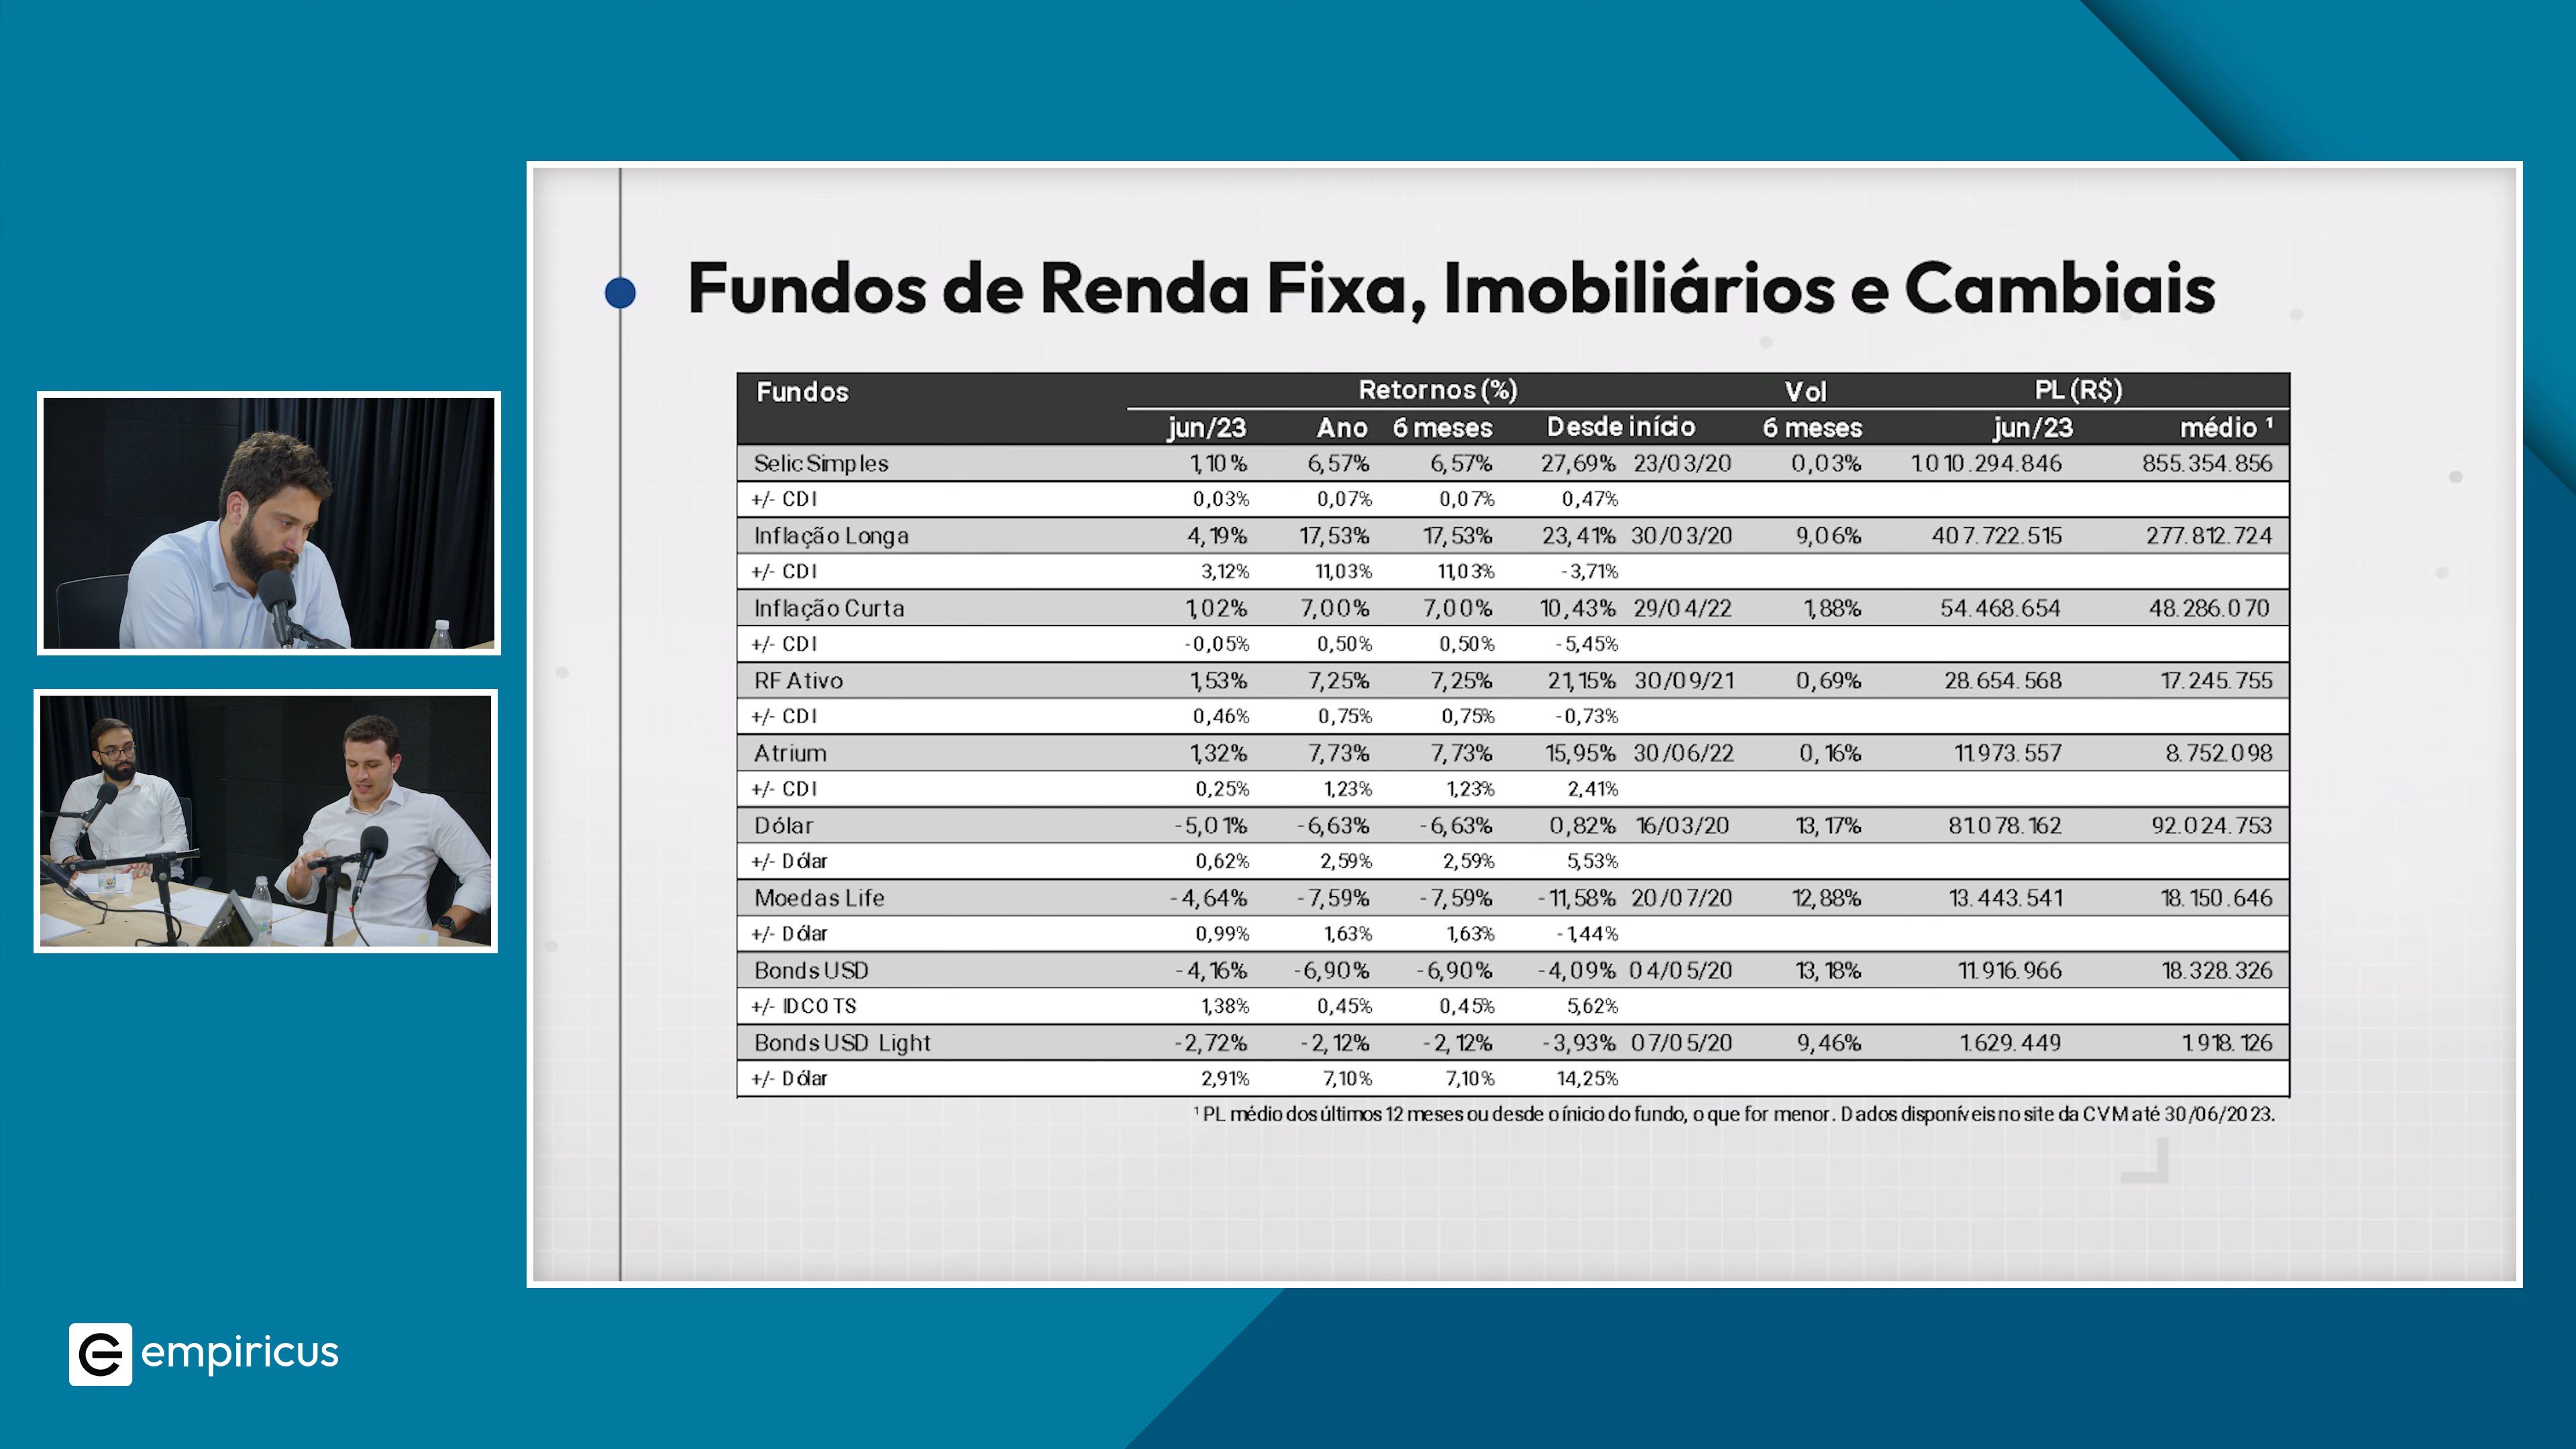 Fundos de Renda Fixa, Imobiliários e Cambiais
Fundos Retornos (%) Vol PL (R$)
jun/23 Ano 6 meses Desde início 6 meses jun/23 médio ¹
Selic Simples 1,10% 6,57% 6,57% 27,69% 23/03/20 0,03% 1.010.294.846 855.354.856
+/- CDI 0,03% 0,07% 0,07% 0,47%
Inflação Longa 4,19% 17,53% 17,53% 23,41% 30/03/20 9,06% 407.722.515 277.812.724
+/- CDI 3,12% 11,03% 11,03% -3,71%
Inflação Curta 1,02% 7,00% 7,00% 10,43% 29/04/22 1,88% 54.468.654 48.286.070
+/- CDI -0,05% 0,50% 0,50% -5,45%
RF Ativo 1,53% 7,25% 7,25% 21,15% 30/09/21 0,69% 28.654.568 17.245.755
+/- CDI 0,46% 0,75% 0,75% -0,73%
Atrium 1,32% 7,73% 7,73% 15,95% 30/06/22 0,16% 11.973.557 8.752.098
+/- CDI 0,25% 1,23% 1,23% 2,41%
Dólar -5,01% -6,63% -6,63% 0,82% 16/03/20 13,17% 81.078.162 92.024.753
+/- Dólar 0,62% 2,59% 2,59% 5,53%
Moedas Life -4,64% -7,59% -7,59% -11,58% 20/07/20 12,88% 13.443.541 18.150.646
+/- Dólar 0,99% 1,63% 1,63% -1,44%
Bonds USD -4,16% -6,90% -6,90% -4,09% 04/05/20 13,18% 11.916.966 18.328.326
+/- IDCOTS 1,38% 0,45% 0,45% 5,62%
Bonds USD Light -2,72% -2,12% -2,12% -3,93% 07/05/20 9,46% 1.629.449 1.918.126
+/- Dólar 2,91% 7,10% 7,10% 14,25%
¹ PL médio dos últimos 12 meses ou desde o ínicio do fundo, o que for menor. Dados disponíveis no site da CVM até 30/06/2023.
empiricus